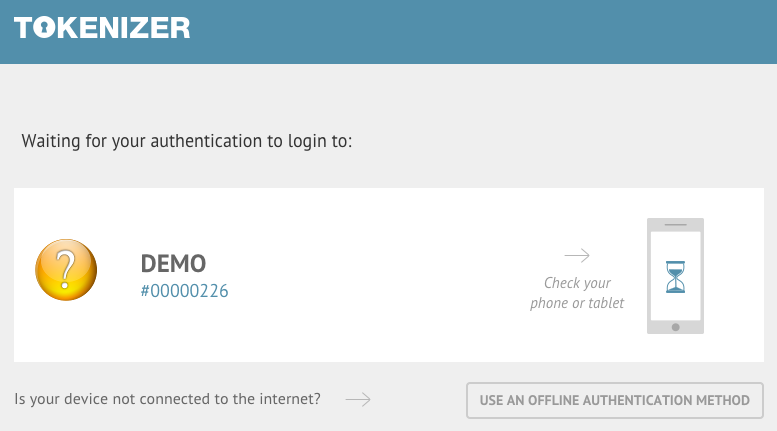 TOKENIZER
Waiting for your authentication to login to:
?
DEMO
#00000226
Check your
phone or tablet
Is your device not connected to the internet?
USE AN OFFLINE AUTHENTICATION METHOD